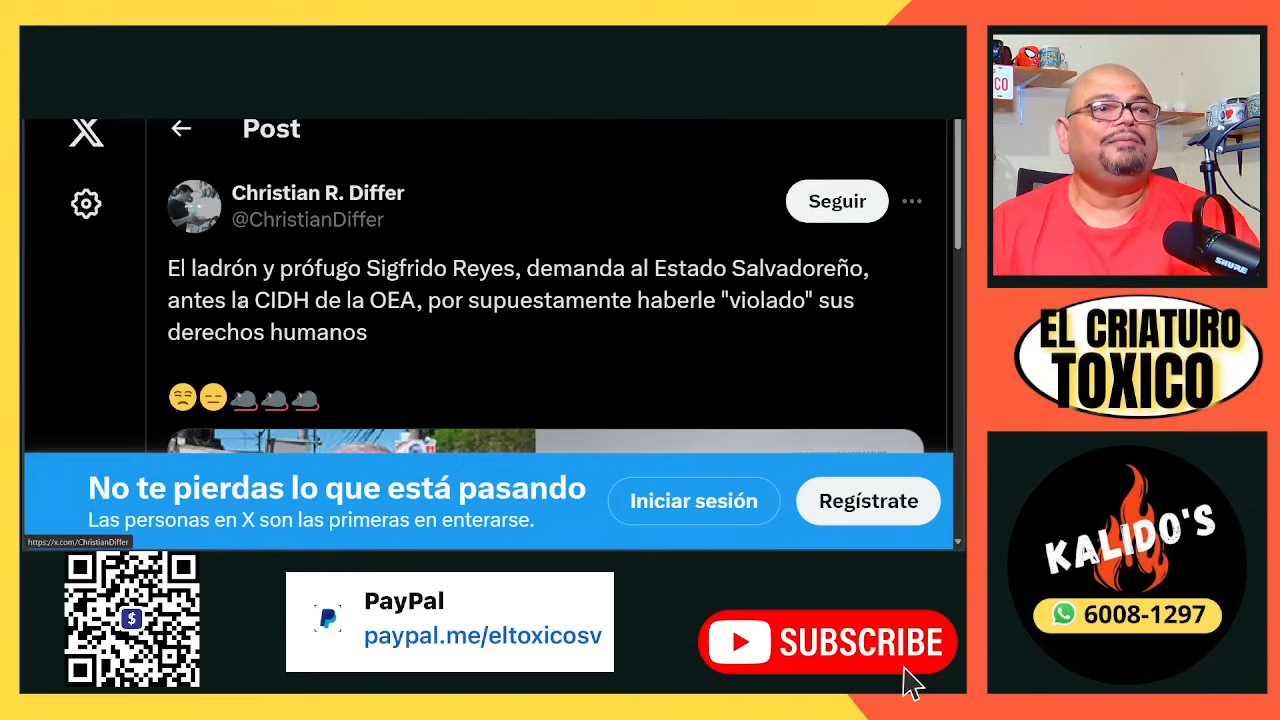 Post
Christian R. Differ
@ChristianDiffer
Seguir
El ladrón y prófugo Sigfrido Reyes, demanda al Estado Salvadoreño,
antes la CIDH de la OEA, por supuestamente haberle "violado" sus
derechos humanos
No te pierdas lo que está pasando
Las personas en X son las primeras en enterarse.
Iniciar sesión
Regístrate
https://x.com/ChristianDiffer
PayPal
paypal.me/eltoxicosv
SUBSCRIBE
CO
SHURE
EL CRIATURO
TOXICO
KALIDO'S
6008-1297